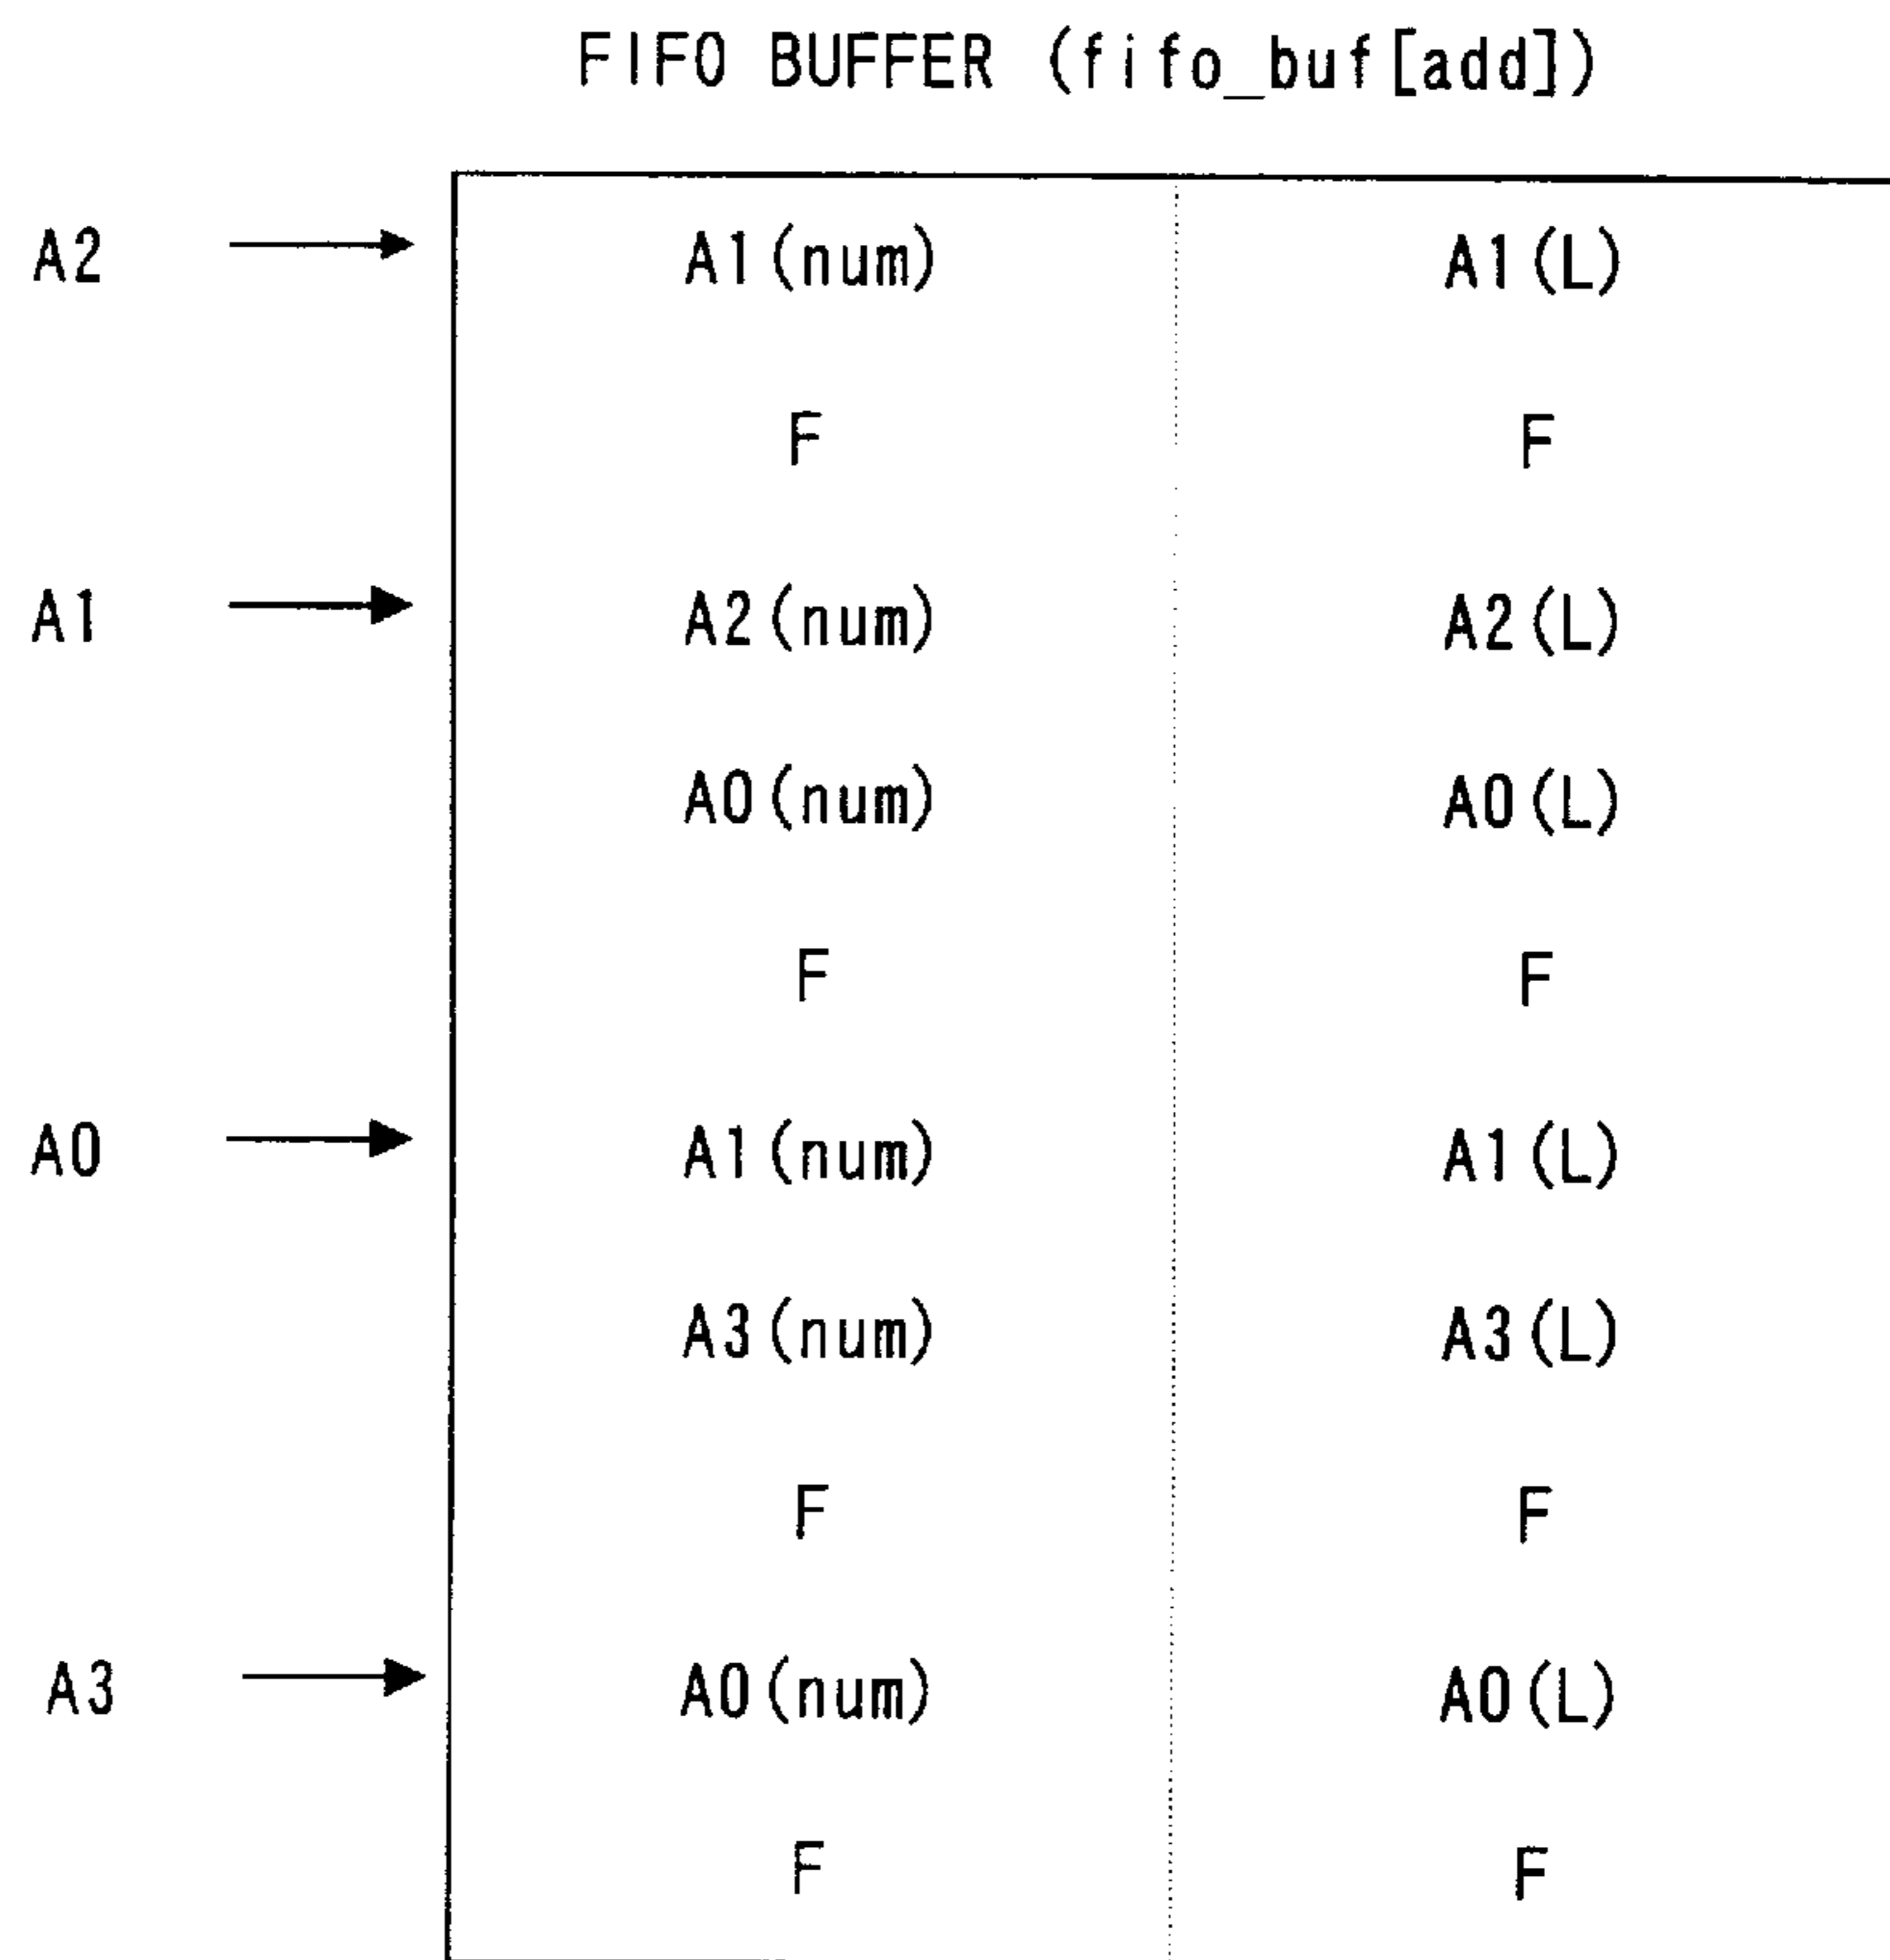 FIFO BUFFER (fifo_buf[add])
A2 A1(num) A1(L)
F F
A1 A2(num) A2(L)
A0(num) A0(L)
F F
A0 A1(num) A1(L)
A3(num) A3(L)
F F
A3 A0(num) A0(L)
F F